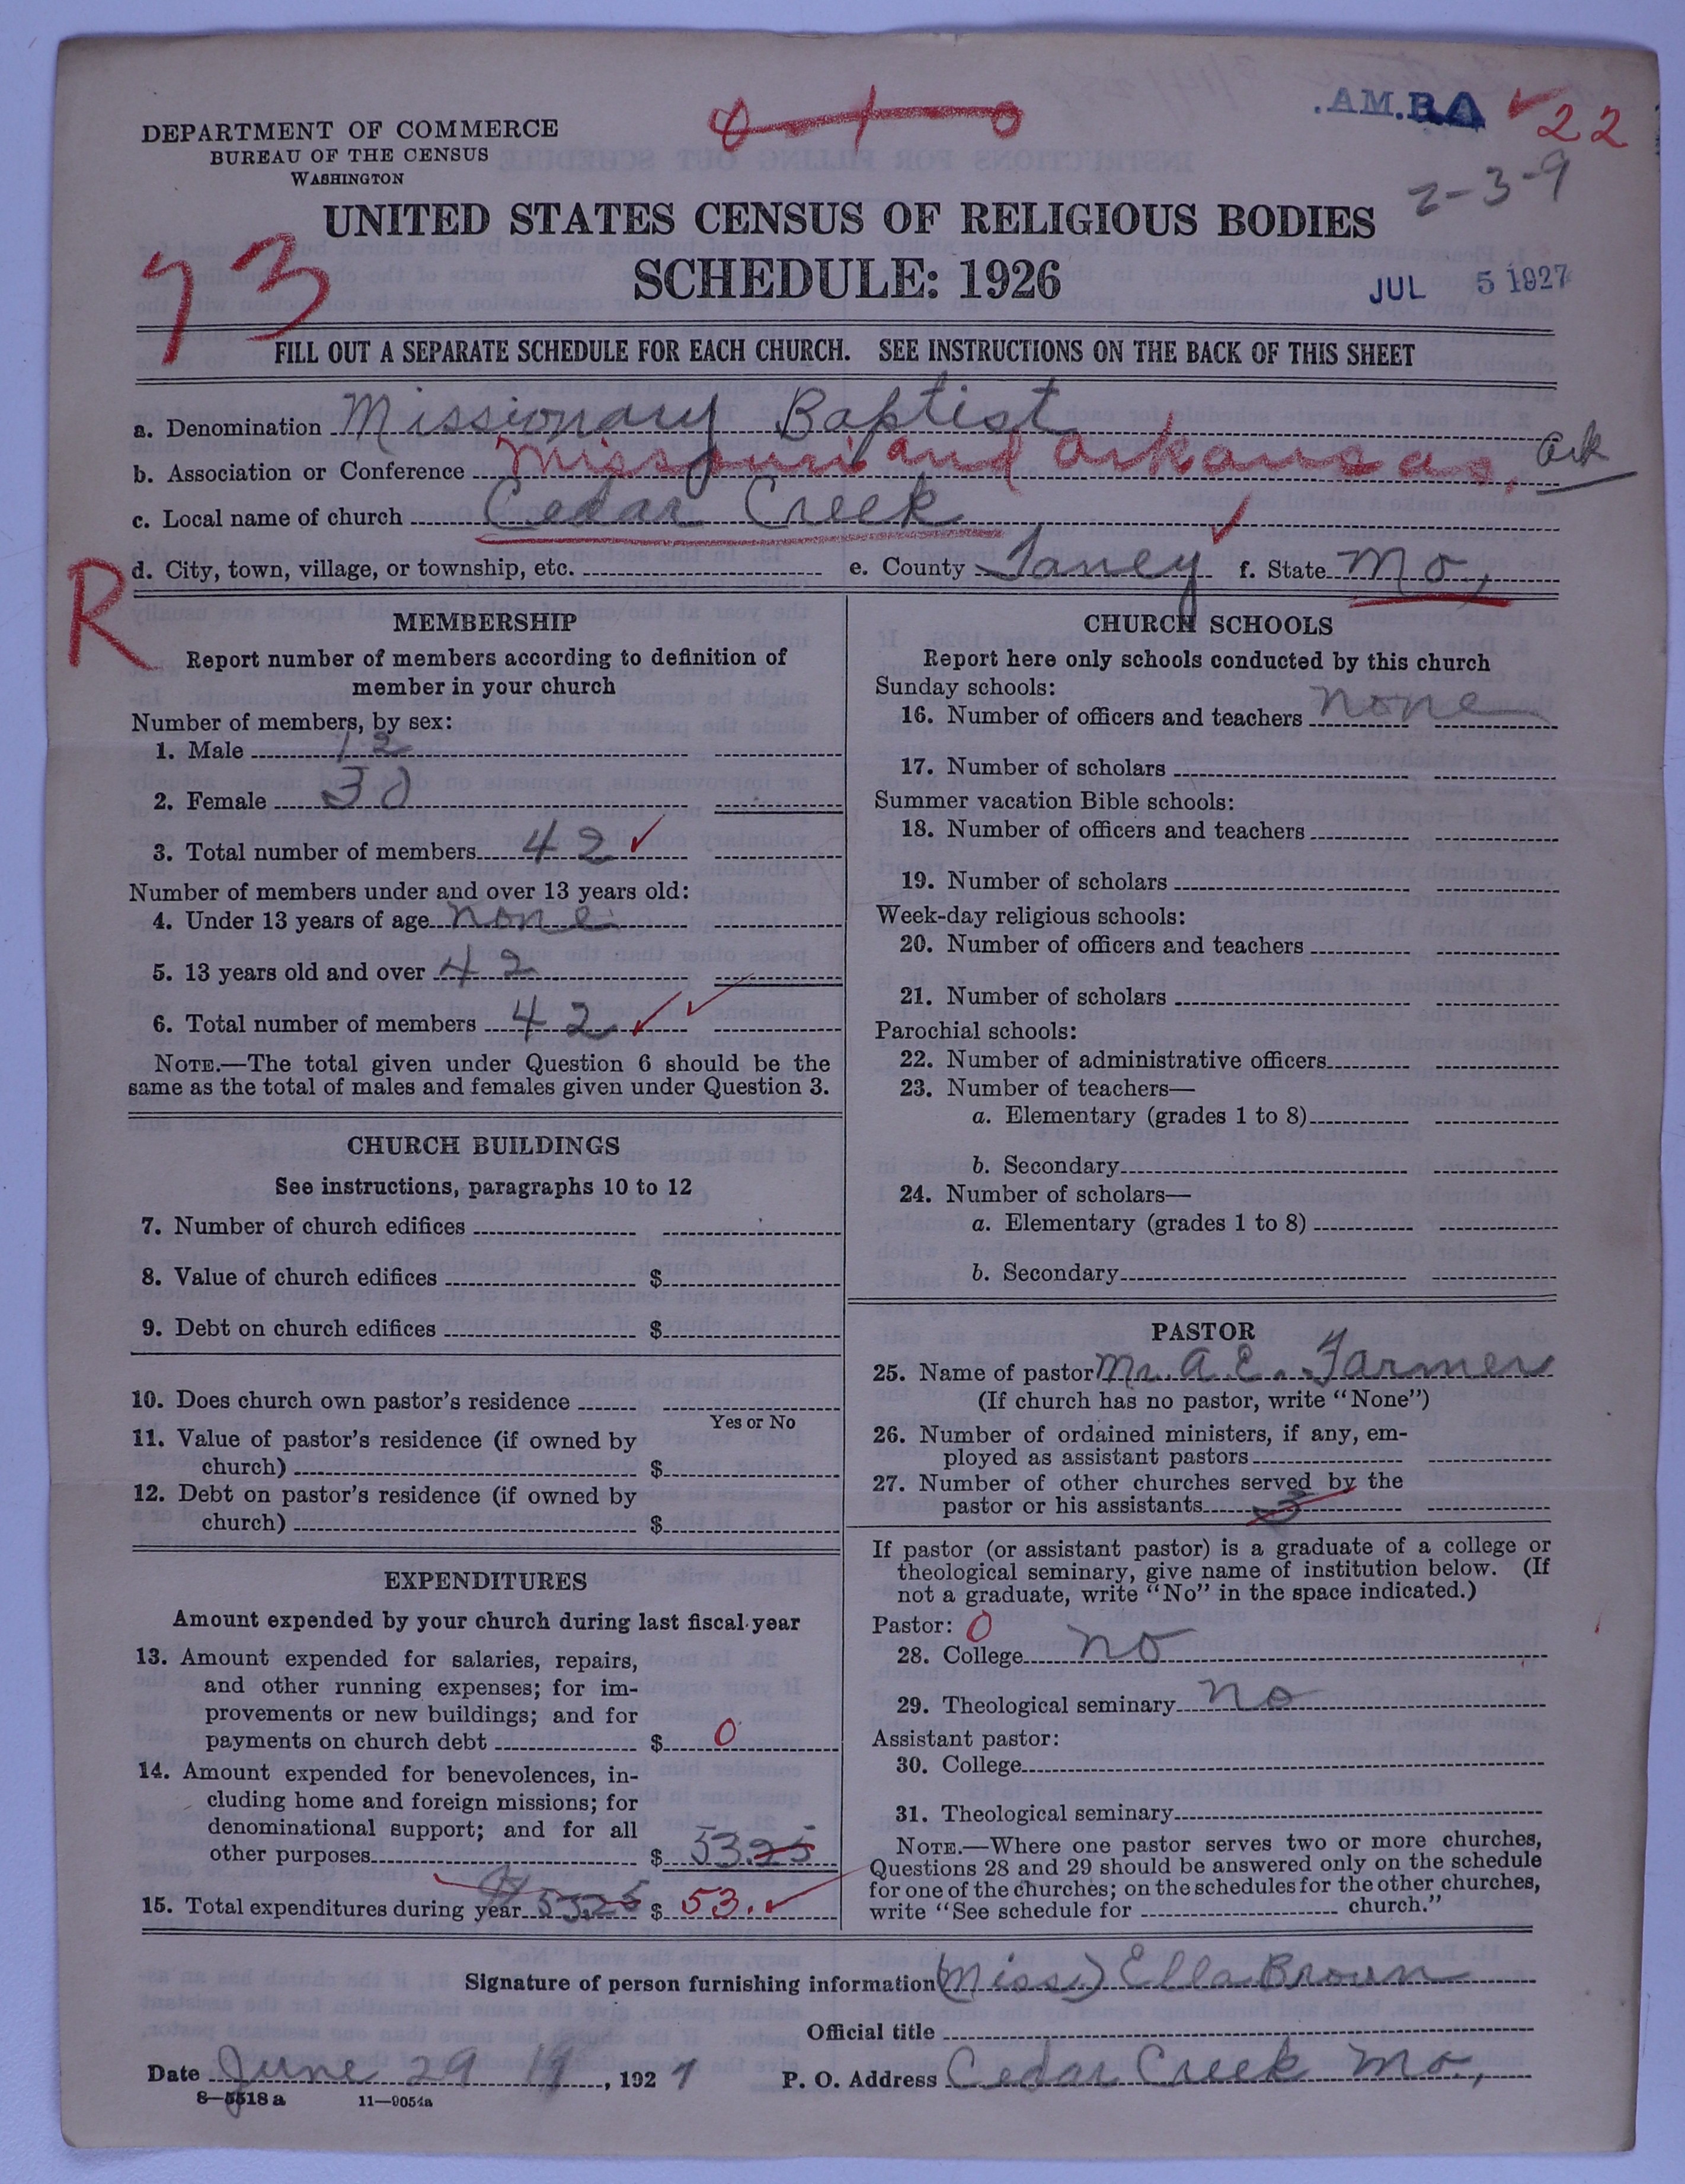 .AM.BA 22
DEPARTMENT OF COMMERCE
BUREAU OF THE CENSUS
WASHINGTON
2-3-9
UNITED STATES CENSUS OF RELIGIOUS BODIES
SCHEDULE: 1926
73
JUL 5 1927
FILL OUT A SEPARATE SCHEDULE FOR EACH CHURCH. SEE INSTRUCTIONS ON THE BACK OF THIS SHEET
a. Denomination Missionary Baptist
b. Association or Conference Missouri and Arkansas, Ark
c. Local name of church Cedar Creek
d. City, town, village, or township, etc. e. County Taney f. State Mo.,
R
MEMBERSHIP
Report number of members according to definition of
member in your church
Number of members, by sex:
1. Male 12
2. Female 30
3. Total number of members 42
Number of members under and over 13 years old:
4. Under 13 years of age none
5. 13 years old and over 42
6. Total number of members 42
NOTE.—The total given under Question 6 should be the
same as the total of males and females given under Question 3.
CHURCH BUILDINGS
See instructions, paragraphs 10 to 12
7. Number of church edifices
8. Value of church edifices $
9. Debt on church edifices $
10. Does church own pastor's residence
Yes or No
11. Value of pastor's residence (if owned by
church) $
12. Debt on pastor's residence (if owned by
church) $
EXPENDITURES
Amount expended by your church during last fiscal year
13. Amount expended for salaries, repairs,
and other running expenses; for im-
provements or new buildings; and for
payments on church debt $ 0
14. Amount expended for benevolences, in-
cluding home and foreign missions; for
denominational support; and for all
other purposes $ 53.25
15. Total expenditures during year 53.25 $ 53.
CHURCH SCHOOLS
Report here only schools conducted by this church
Sunday schools:
16. Number of officers and teachers none
17. Number of scholars
Summer vacation Bible schools:
18. Number of officers and teachers
19. Number of scholars
Week-day religious schools:
20. Number of officers and teachers
21. Number of scholars
Parochial schools:
22. Number of administrative officers
23. Number of teachers—
a. Elementary (grades 1 to 8)
b. Secondary
24. Number of scholars—
a. Elementary (grades 1 to 8)
b. Secondary
PASTOR
25. Name of pastor Mr. A. E. Farmer
(If church has no pastor, write "None")
26. Number of ordained ministers, if any, em-
ployed as assistant pastors
27. Number of other churches served by the
pastor or his assistants 3
If pastor (or assistant pastor) is a graduate of a college or
theological seminary, give name of institution below. (If
not a graduate, write "No" in the space indicated.)
Pastor: 0
28. College no
29. Theological seminary no
Assistant pastor:
30. College
31. Theological seminary
NOTE.—Where one pastor serves two or more churches,
Questions 28 and 29 should be answered only on the schedule
for one of the churches; on the schedules for the other churches,
write "See schedule for church."
Signature of person furnishing information (Miss) Ella Brown
Official title
Date June 29, 1927 P. O. Address Cedar Creek Mo.,
8—5518 a 11—9054a